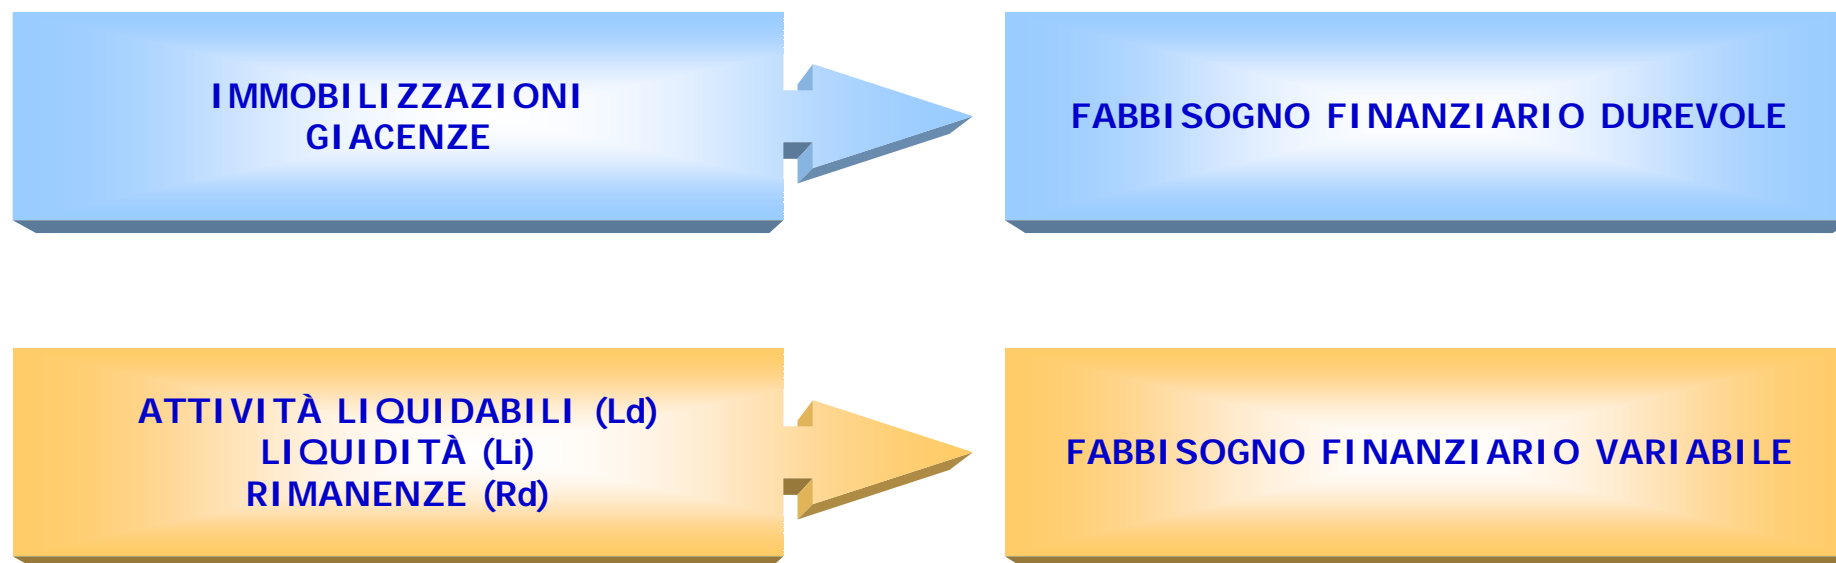 IMMOBILIZZAZIONI
GIACENZE
FABBISOGNO FINANZIARIO DUREVOLE
ATTIVITÀ LIQUIDABILI (Ld)
LIQUIDITÀ (Li)
RIMANENZE (Rd)
FABBISOGNO FINANZIARIO VARIABILE